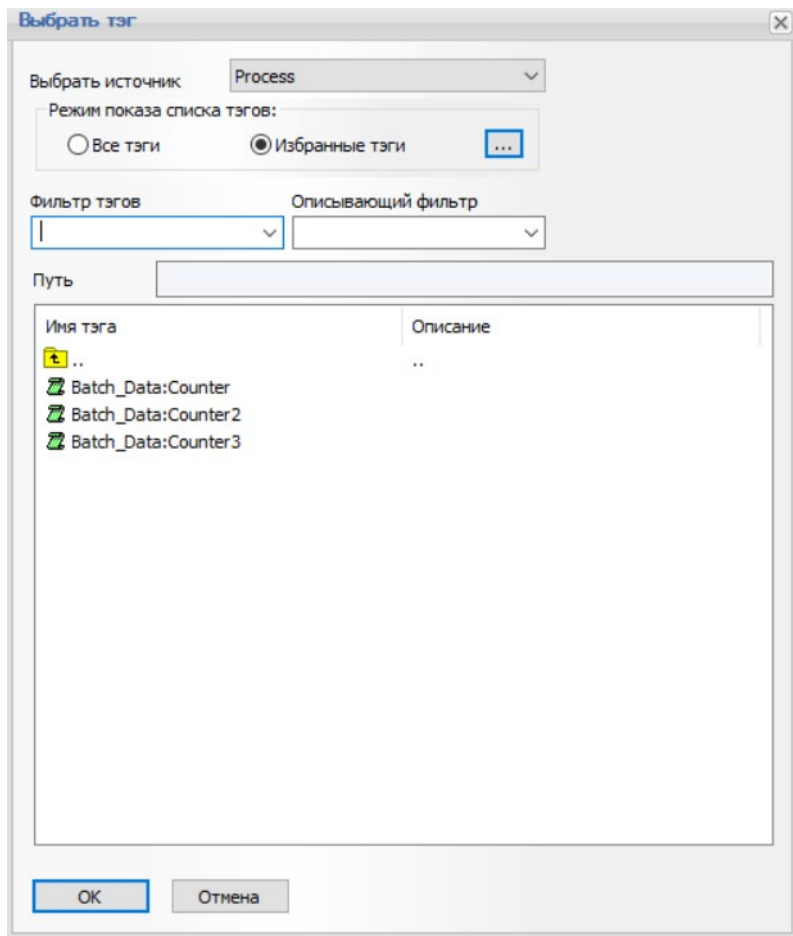 Выбрать тэг
Выбрать источник Process
Режим показа списка тэгов:
Все тэги Избранные тэги ...
Фильтр тэгов Описывающий фильтр
Путь
Имя тэга Описание
.. ..
Batch_Data:Counter
Batch_Data:Counter2
Batch_Data:Counter3
OK Отмена